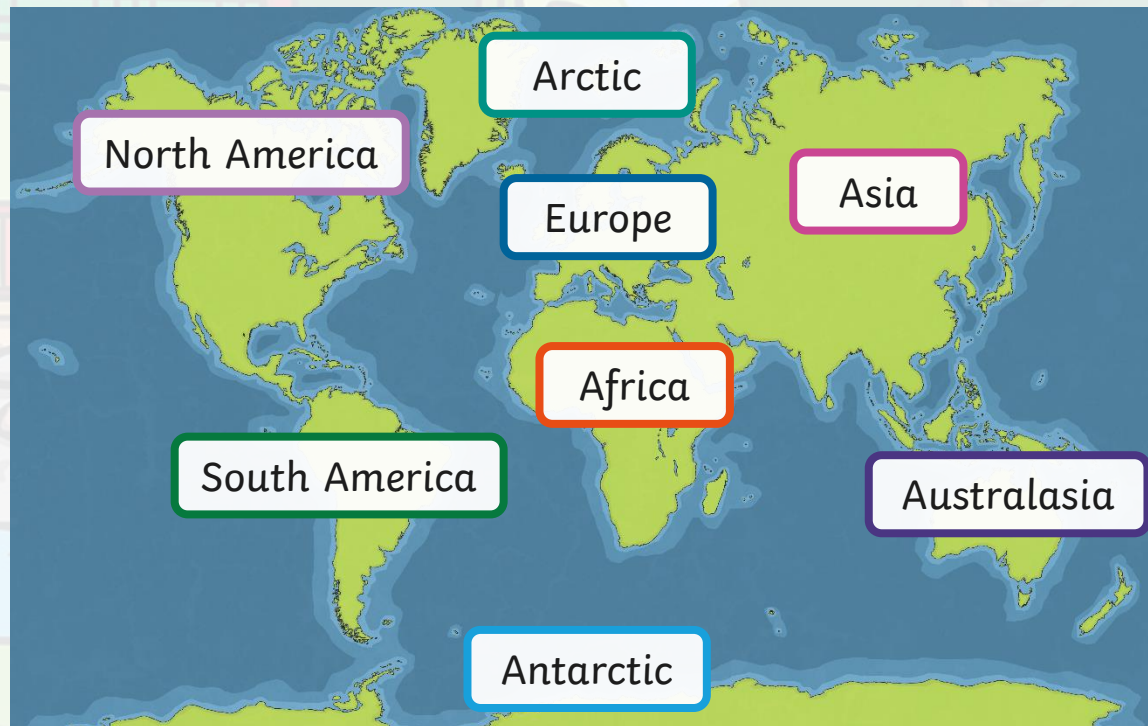 Arctic
North America
Asia
Europe
Africa
South America
Australasia
Antarctic